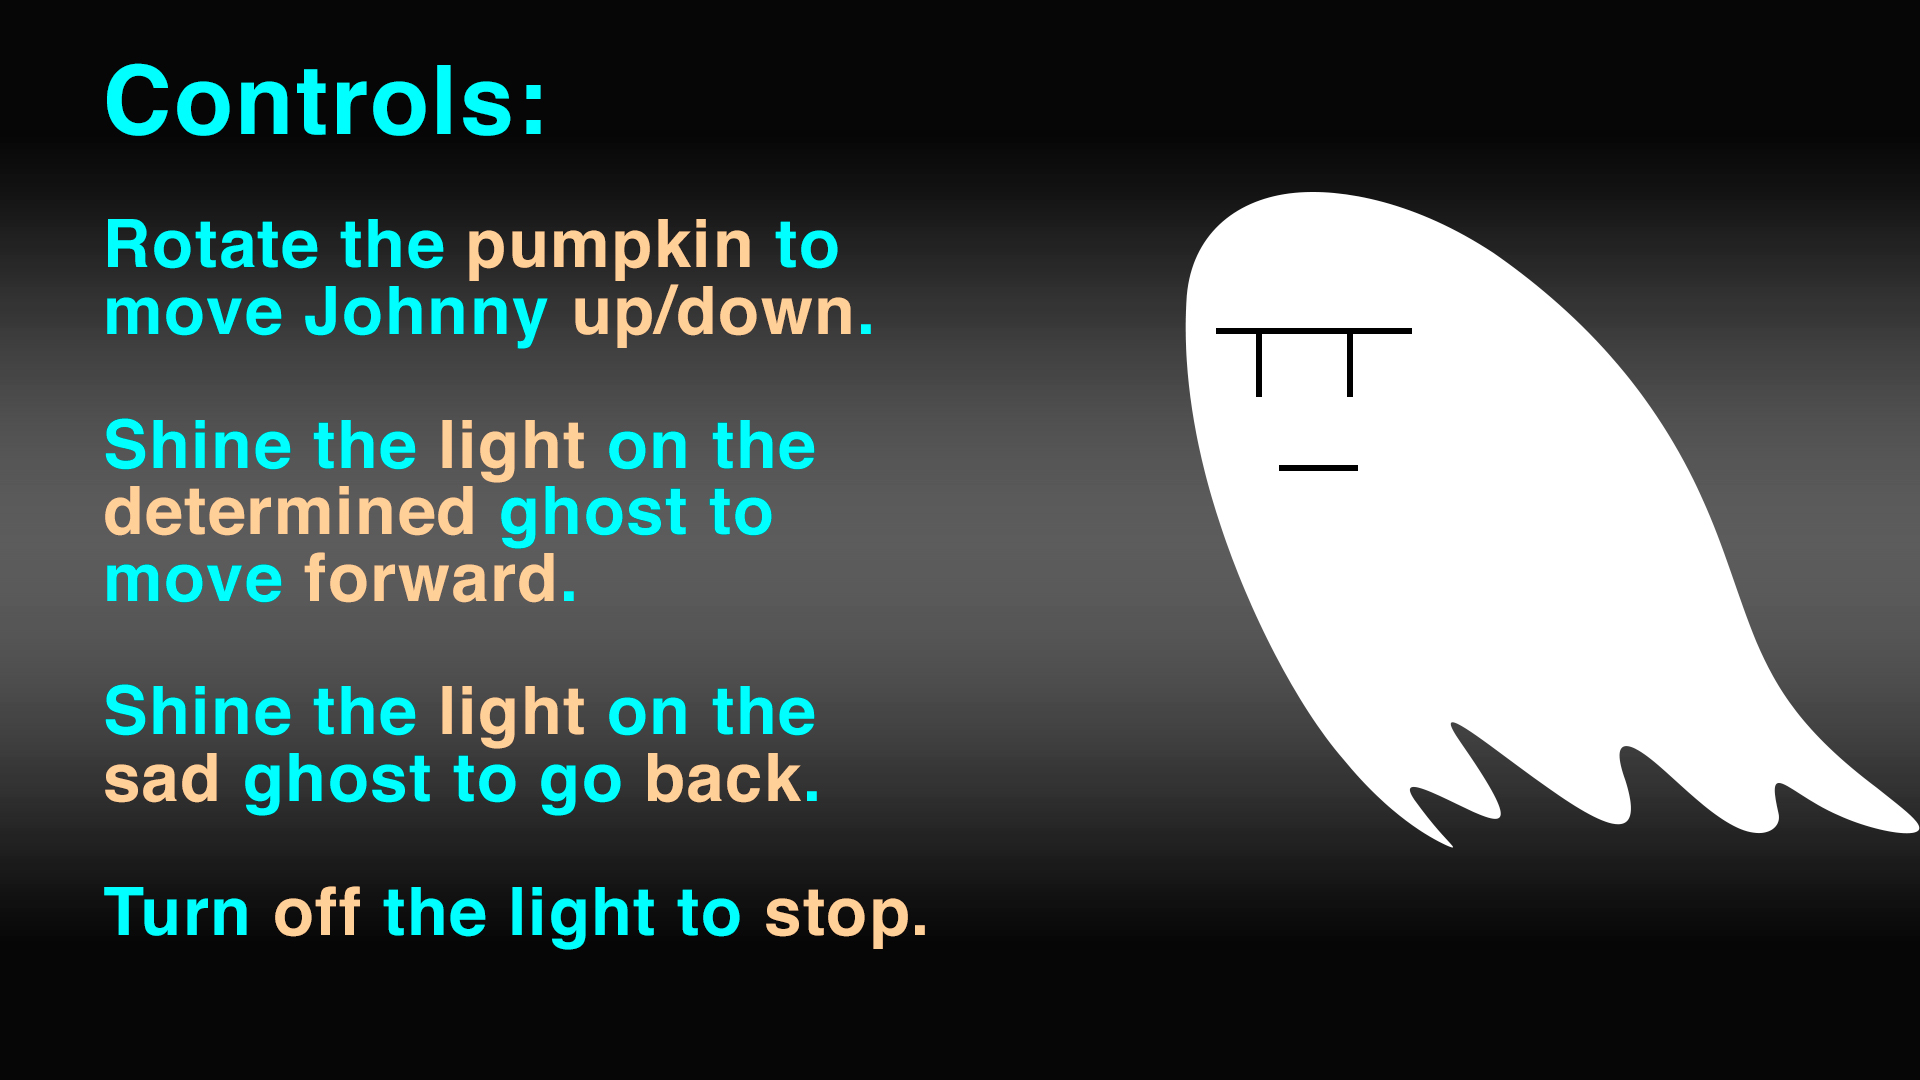 Controls:
Rotate the pumpkin to
move Johnny up/down.
Shine the light on the
determined ghost to
move forward.
Shine the light on the
sad ghost to go back.
Turn off the light to stop.